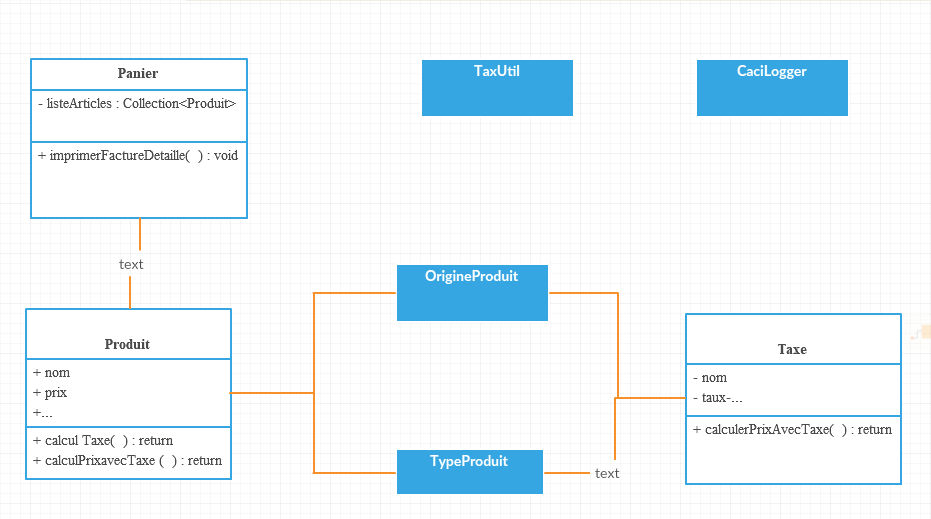 Panier
- listeArticles : Collection<Produit>
+ imprimerFactureDetaille(  ) : void
TaxUtil
CaciLogger
text
OrigineProduit
Produit
+ nom
+ prix
+...
+ calcul Taxe(  ) : return
+ calculPrixavecTaxe (  ) : return
TypeProduit
text
Taxe
- nom
- taux-...
+ calculerPrixAvecTaxe(  ) : return